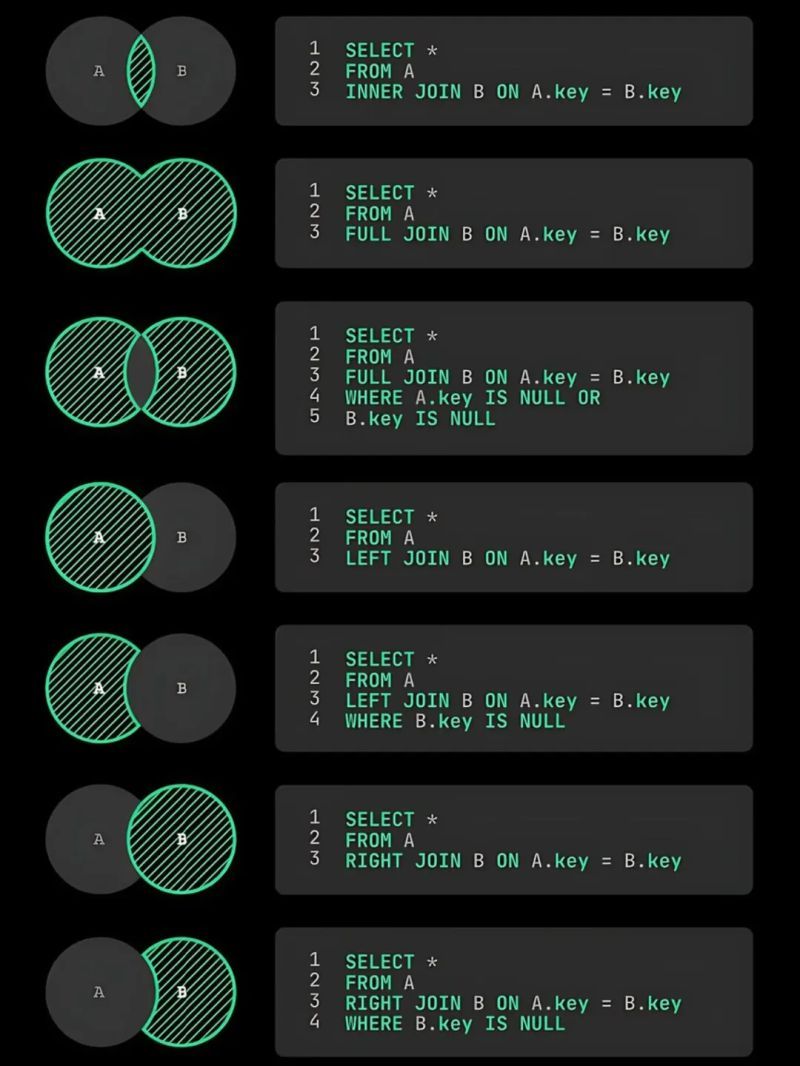 A B
1 SELECT *
2 FROM A
3 INNER JOIN B ON A.key = B.key
A B
1 SELECT *
2 FROM A
3 FULL JOIN B ON A.key = B.key
A B
1 SELECT *
2 FROM A
3 FULL JOIN B ON A.key = B.key
4 WHERE A.key IS NULL OR
5 B.key IS NULL
A B
1 SELECT *
2 FROM A
3 LEFT JOIN B ON A.key = B.key
A B
1 SELECT *
2 FROM A
3 LEFT JOIN B ON A.key = B.key
4 WHERE B.key IS NULL
A B
1 SELECT *
2 FROM A
3 RIGHT JOIN B ON A.key = B.key
A B
1 SELECT *
2 FROM A
3 RIGHT JOIN B ON A.key = B.key
4 WHERE B.key IS NULL